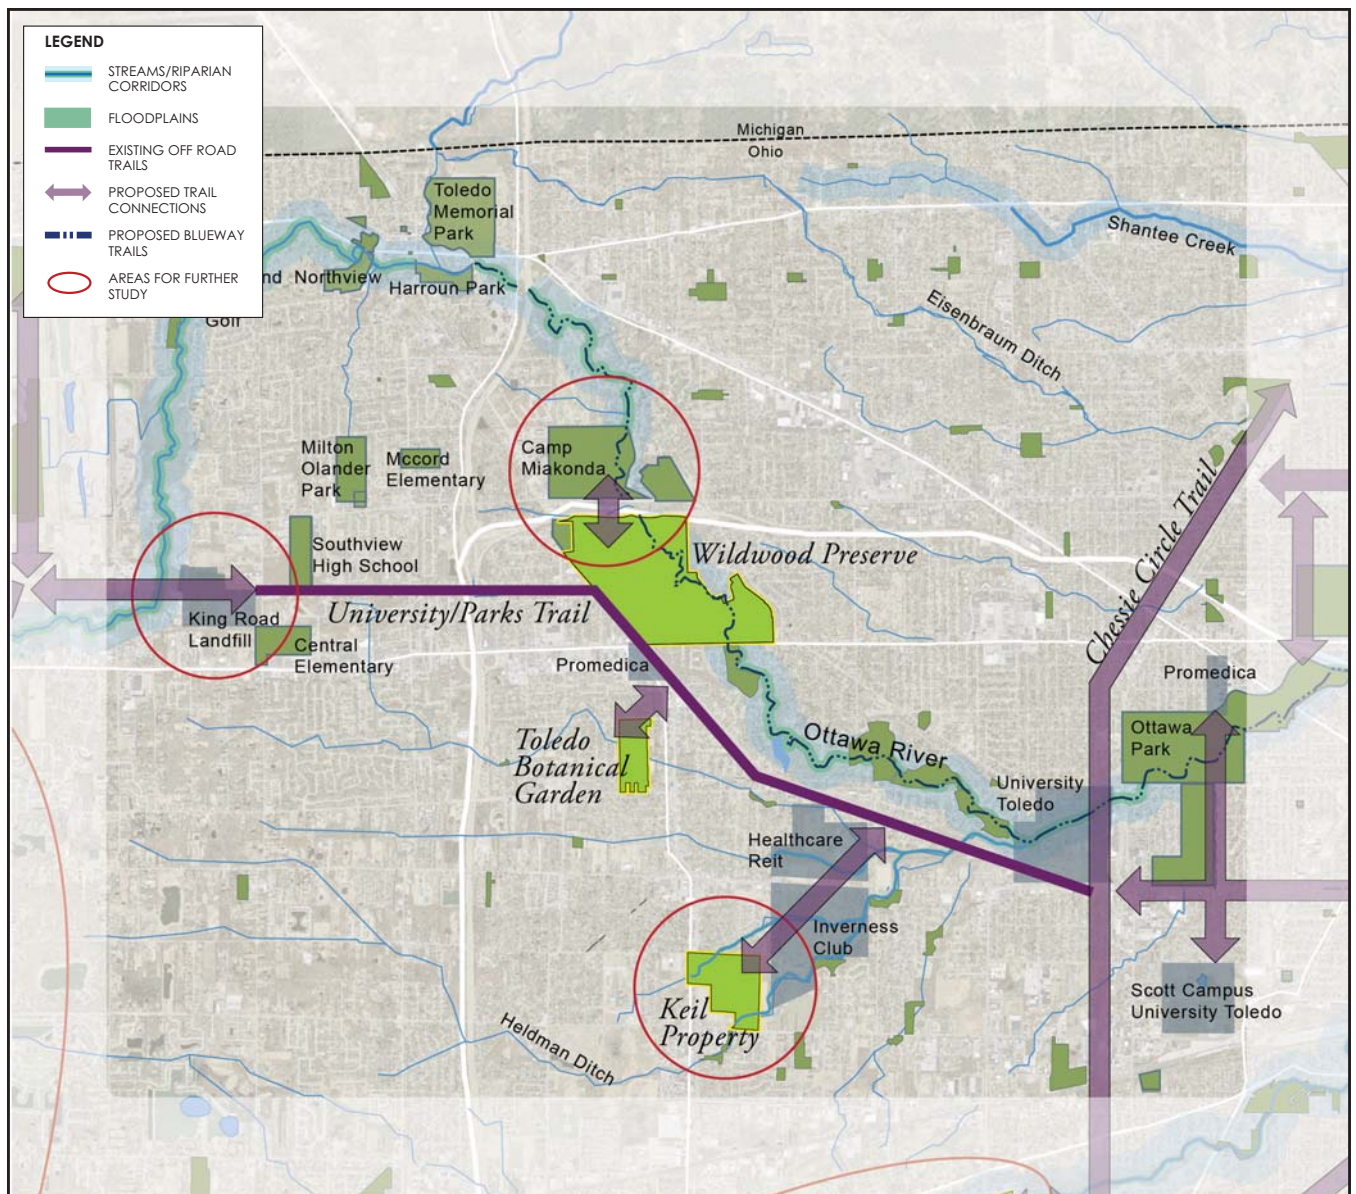 LEGEND
STREAMS/RIPARIAN
CORRIDORS
FLOODPLAINS
EXISTING OFF ROAD
TRAILS
PROPOSED TRAIL
CONNECTIONS
PROPOSED BLUEWAY
TRAILS
AREAS FOR FURTHER
STUDY
Michigan
Ohio
Toledo
Memorial
Park
Shantee Creek
nd Northview
Harroun Park
Golf
Eisenbraum Ditch
Camp
Miakonda
Milton
Olander
Park
Mccord
Elementary
Chessie Circle Trail
Southview
High School
Wildwood Preserve
University/Parks Trail
King Road
Landfill
Central
Elementary
Promedica
Promedica
Toledo
Botanical
Garden
Ottawa River
Ottawa
Park
University
Toledo
Healthcare
Reit
Inverness
Club
Keil
Property
Scott Campus
University Toledo
Heldman Ditch